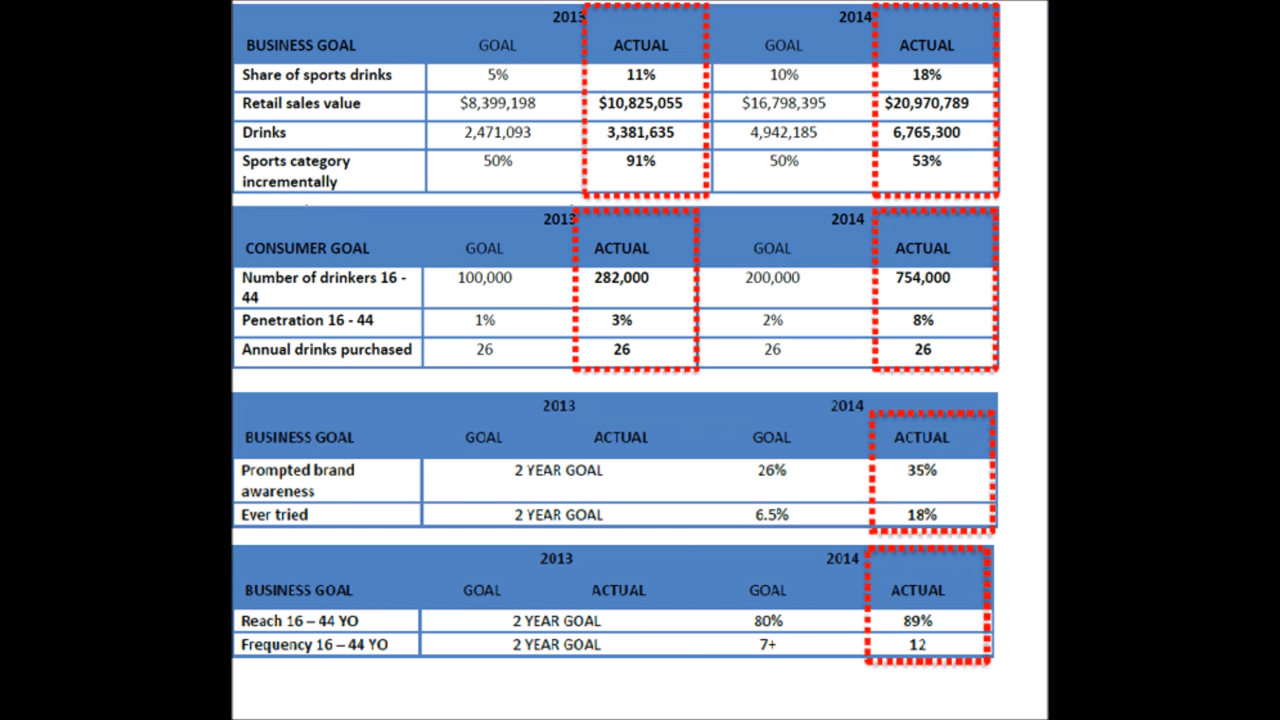 2013 2014
BUSINESS GOAL GOAL ACTUAL GOAL ACTUAL
Share of sports drinks 5% 11% 10% 18%
Retail sales value $8,399,198 $10,825,055 $16,798,395 $20,970,789
Drinks 2,471,093 3,381,635 4,942,185 6,765,300
Sports category 50% 91% 50% 53%
incrementally
2013 2014
CONSUMER GOAL GOAL ACTUAL GOAL ACTUAL
Number of drinkers 16 - 100,000 282,000 200,000 754,000
44
Penetration 16 - 44 1% 3% 2% 8%
Annual drinks purchased 26 26 26 26
2013 2014
BUSINESS GOAL GOAL ACTUAL GOAL ACTUAL
Prompted brand 2 YEAR GOAL 26% 35%
awareness
Ever tried 2 YEAR GOAL 6.5% 18%
2013 2014
BUSINESS GOAL GOAL ACTUAL GOAL ACTUAL
Reach 16 – 44 YO 2 YEAR GOAL 80% 89%
Frequency 16 – 44 YO 2 YEAR GOAL 7+ 12